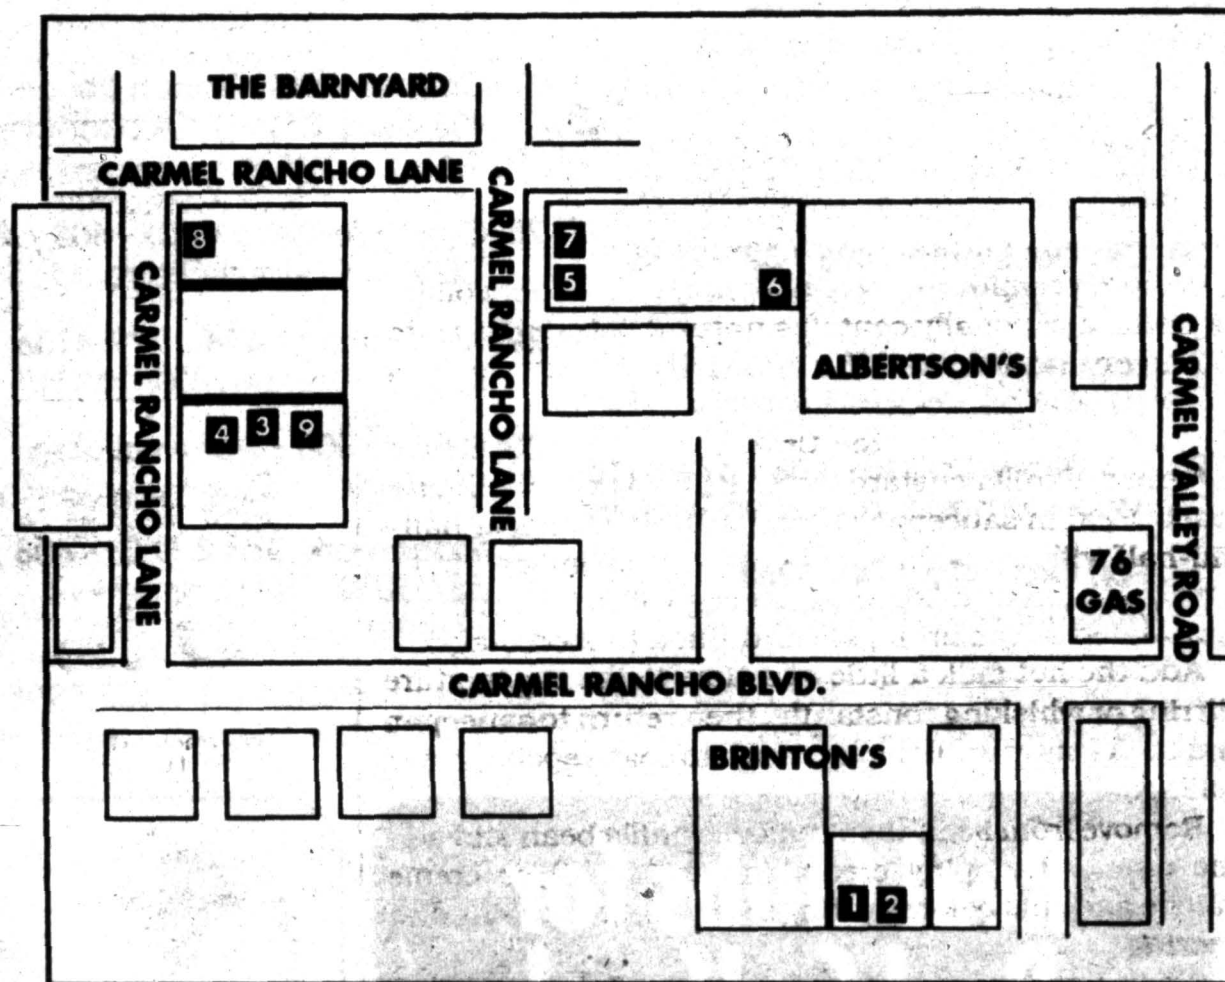 THE BARNYARD
CARMEL RANCHO LANE
CARMEL RANCHO LANE
CARMEL RANCHO LANE
8
7
5
6
ALBERTSON'S
CARMEL VALLEY ROAD
4 3 9
76
GAS
CARMEL RANCHO BLVD.
BRINTON'S
1 2